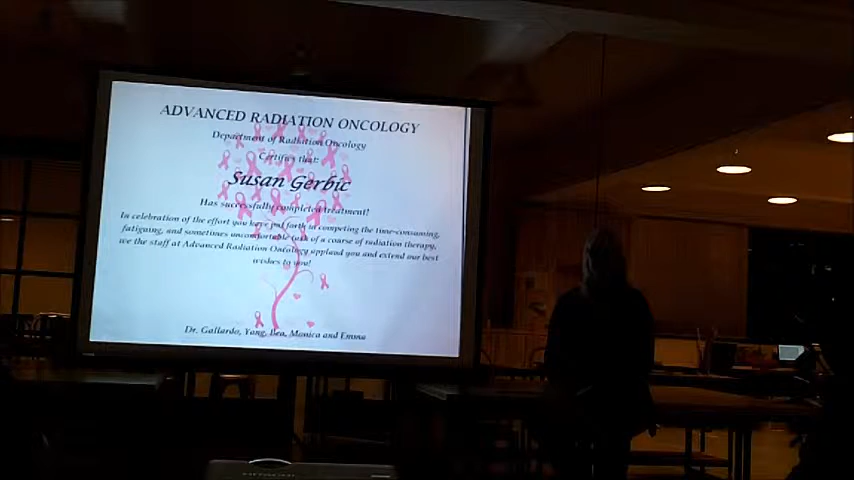 ADVANCED RADIATION ONCOLOGY
Department of Radiation Oncology
Certifies that:
Susan Gerbic
Has successfully completed treatment!
In celebration of the effort you have put forth in competing the time-consuming,
fatiguing, and sometimes uncomfortable task of a course of radiation therapy,
we the staff at Advanced Radiation Oncology applaud you and extend our best
wishes to you!
Dr. Gallardo, Yang, Bea, Monica and Emma